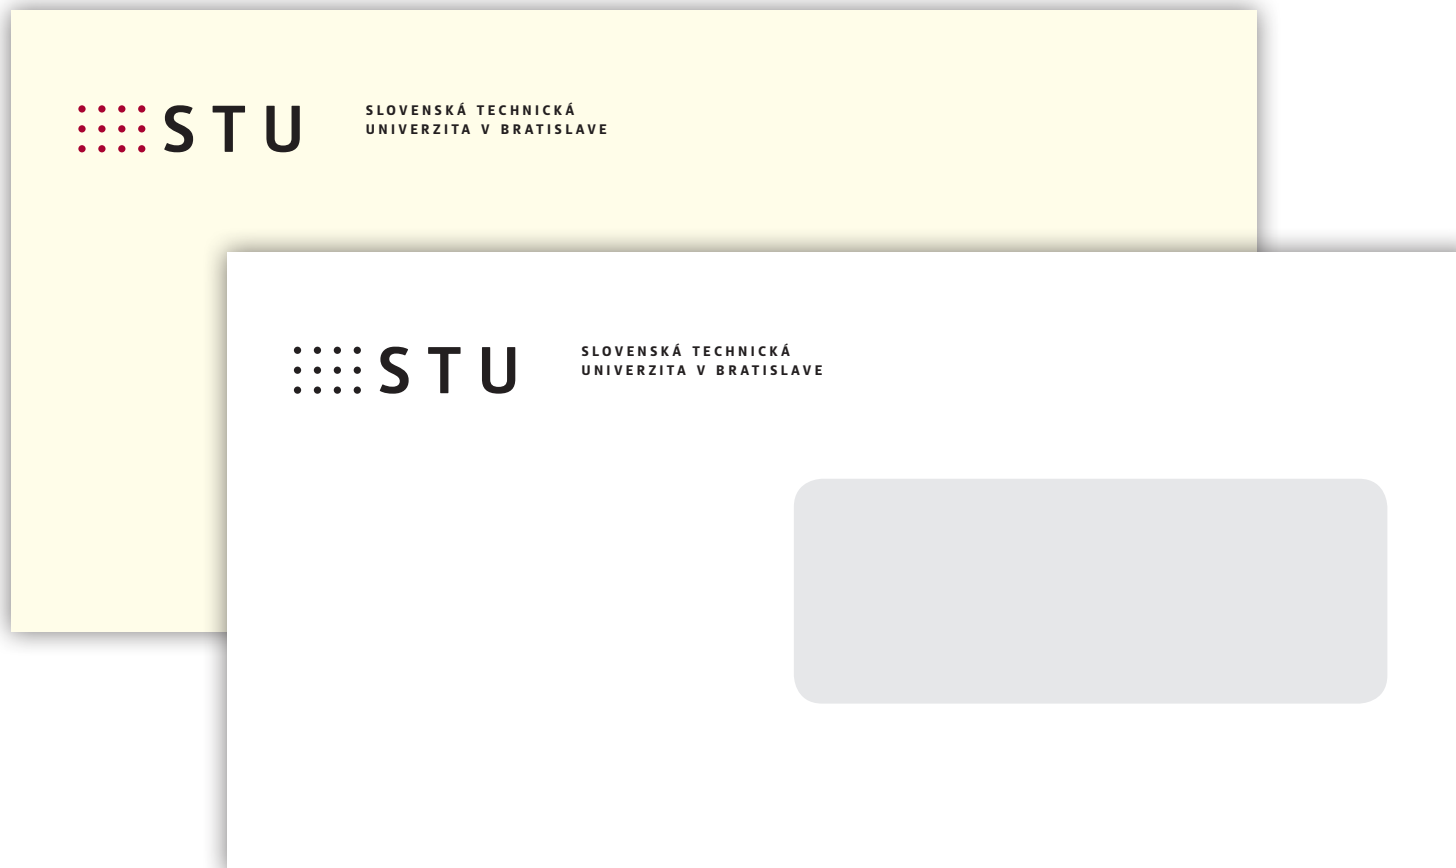 STU
SLOVENSKÁ TECHNICKÁ
UNIVERZITA V BRATISLAVE
STU
SLOVENSKÁ TECHNICKÁ
UNIVERZITA V BRATISLAVE